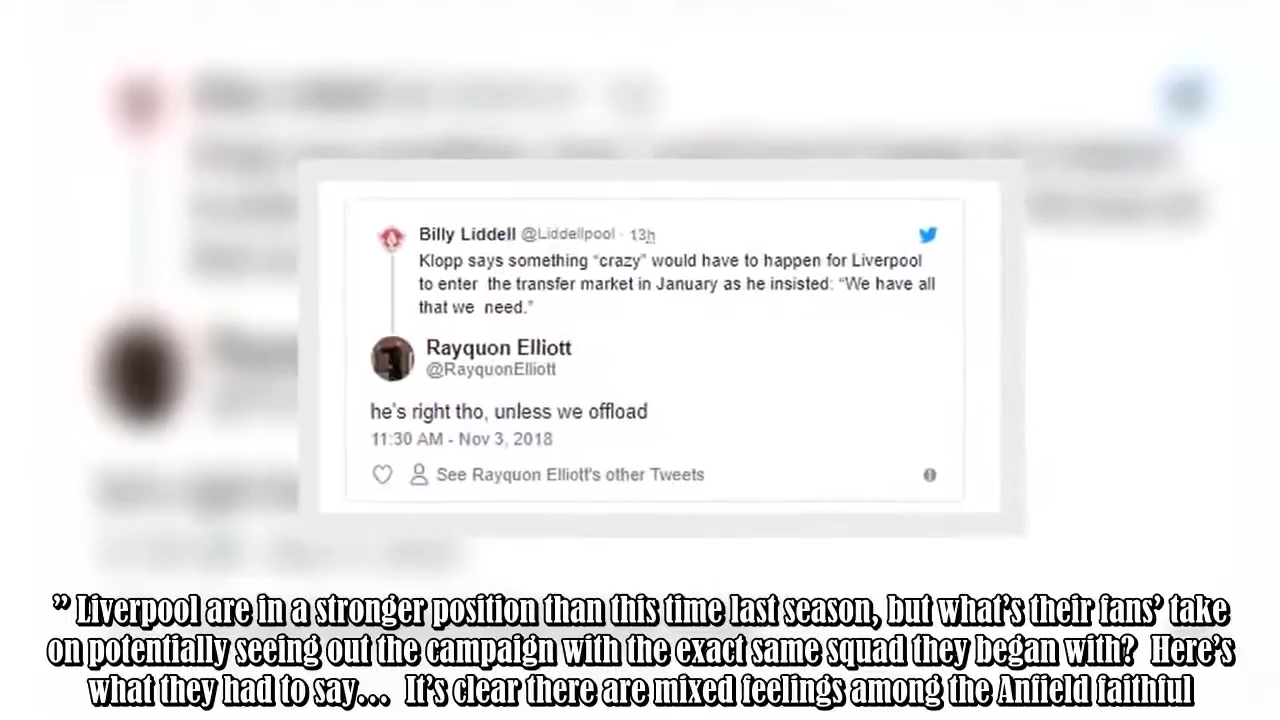 Billy Liddell @Liddellpool · 13h
Klopp says something “crazy” would have to happen for Liverpool
to enter the transfer market in January as he insisted: “We have all
that we need.”
Rayquon Elliott
@RayquonElliott
he's right tho, unless we offload
11:30 AM - Nov 3, 2018
See Rayquon Elliott's other Tweets
” Liverpool are in a stronger position than this time last season, but what’s their fans’ take
on potentially seeing out the campaign with the exact same squad they began with? Here’s
what they had to say… It’s clear there are mixed feelings among the Anfield faithful